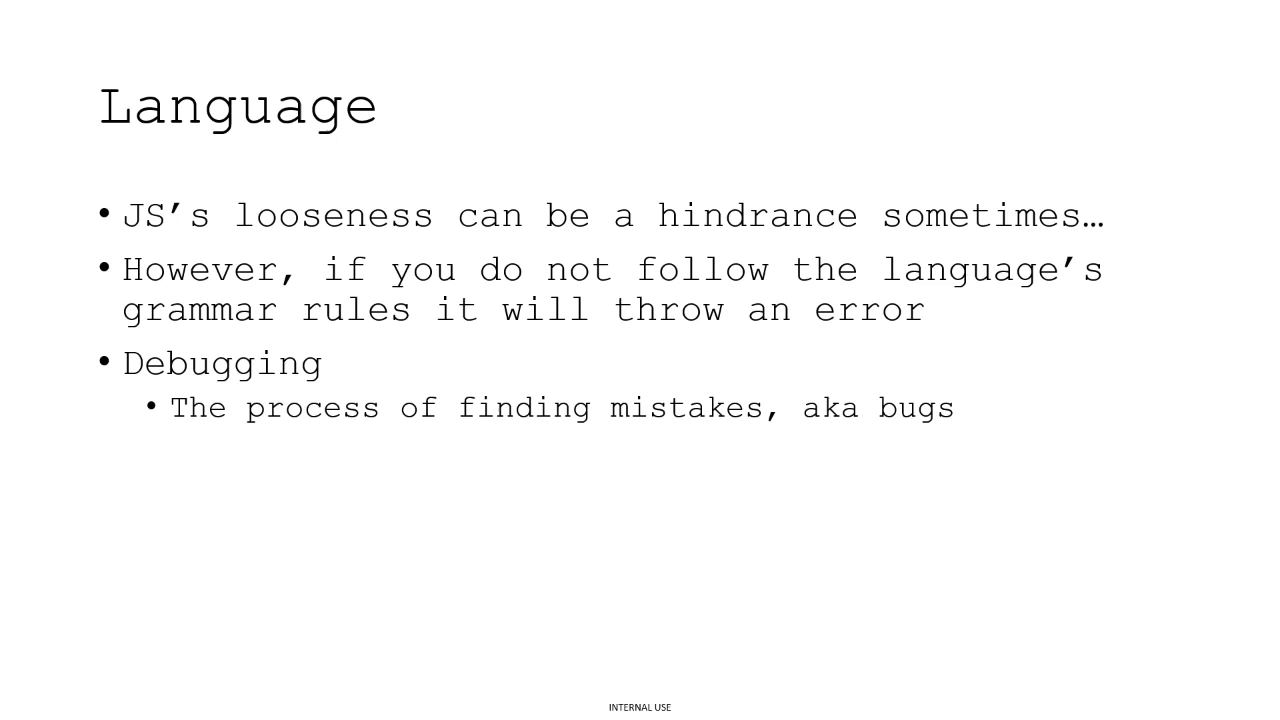 Language
• JS’s looseness can be a hindrance sometimes…
• However, if you do not follow the language’s
grammar rules it will throw an error
• Debugging
• The process of finding mistakes, aka bugs
INTERNAL USE